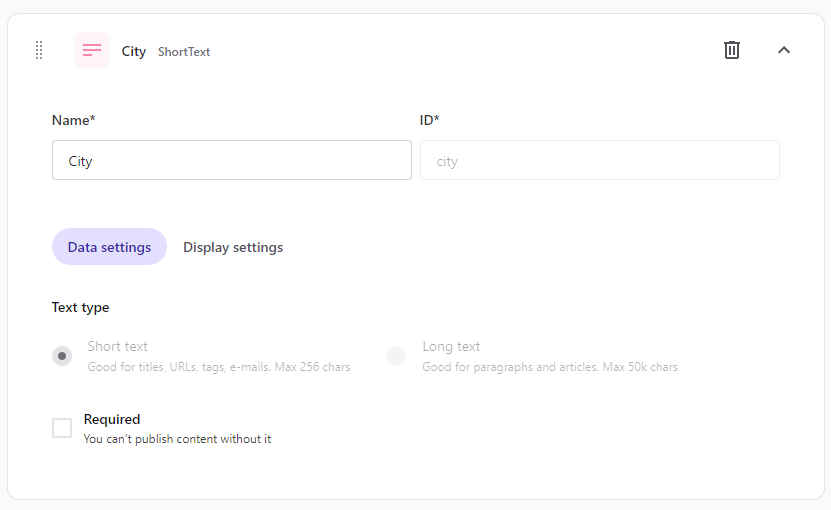 City ShortText
Name* ID*
City city
Data settings Display settings
Text type
Short text Long text
Good for titles, URLs, tags, e-mails. Max 256 chars Good for paragraphs and articles. Max 50k chars
Required
You can't publish content without it